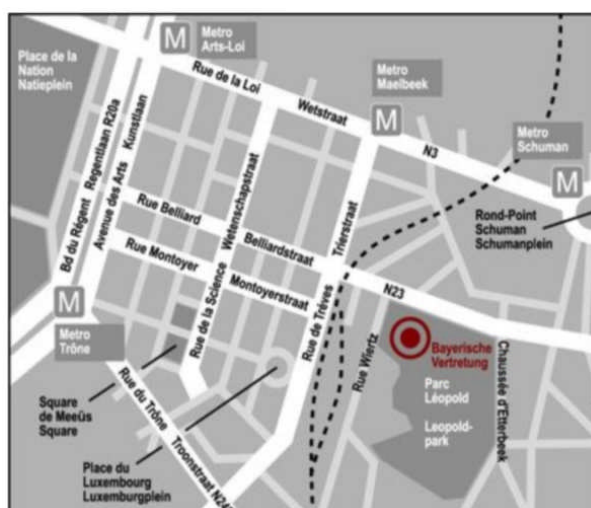 M
Metro
Arts-Loi
Place de la
Nation
Natieplein
Rue de la Loi
Wetstraat
Metro
Maelbeek
M
N3
Metro
Schuman
M
Rond-Point
Schuman
Schumanplein
Bd du Régent Regentlaan R20a
Avenue des Arts Kunstlaan
Rue Belliard
Belliardstraat
N23
Rue Montoyer
Montoyerstraat
Rue de la Science Wetenschapstraat
Rue de Trèves Trierstraat
Rue Wiertz
Bayerische
Vertretung
Chaussée d'Etterbeek
Parc
Léopold
Leopold-
park
M
Metro
Trône
Rue du Trône Troonstraat N24
Square
de Meeüs
Square
Place du
Luxembourg
Luxemburgplein